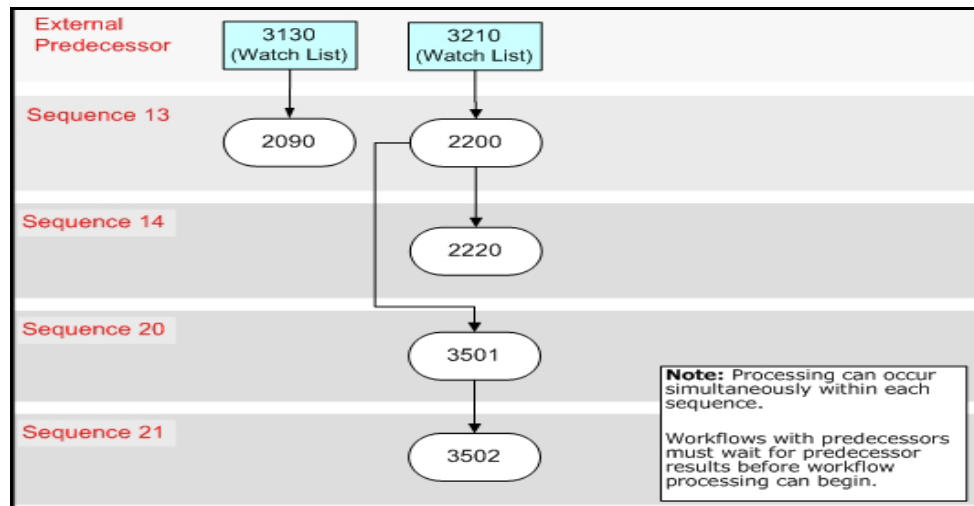 External
Predecessor
3130
(Watch List)
3210
(Watch List)
Sequence 13
2090
2200
Sequence 14
2220
Sequence 20
3501
Sequence 21
3502
Note: Processing can occur
simultaneously within each
sequence.
Workflows with predecessors
must wait for predecessor
results before workflow
processing can begin.